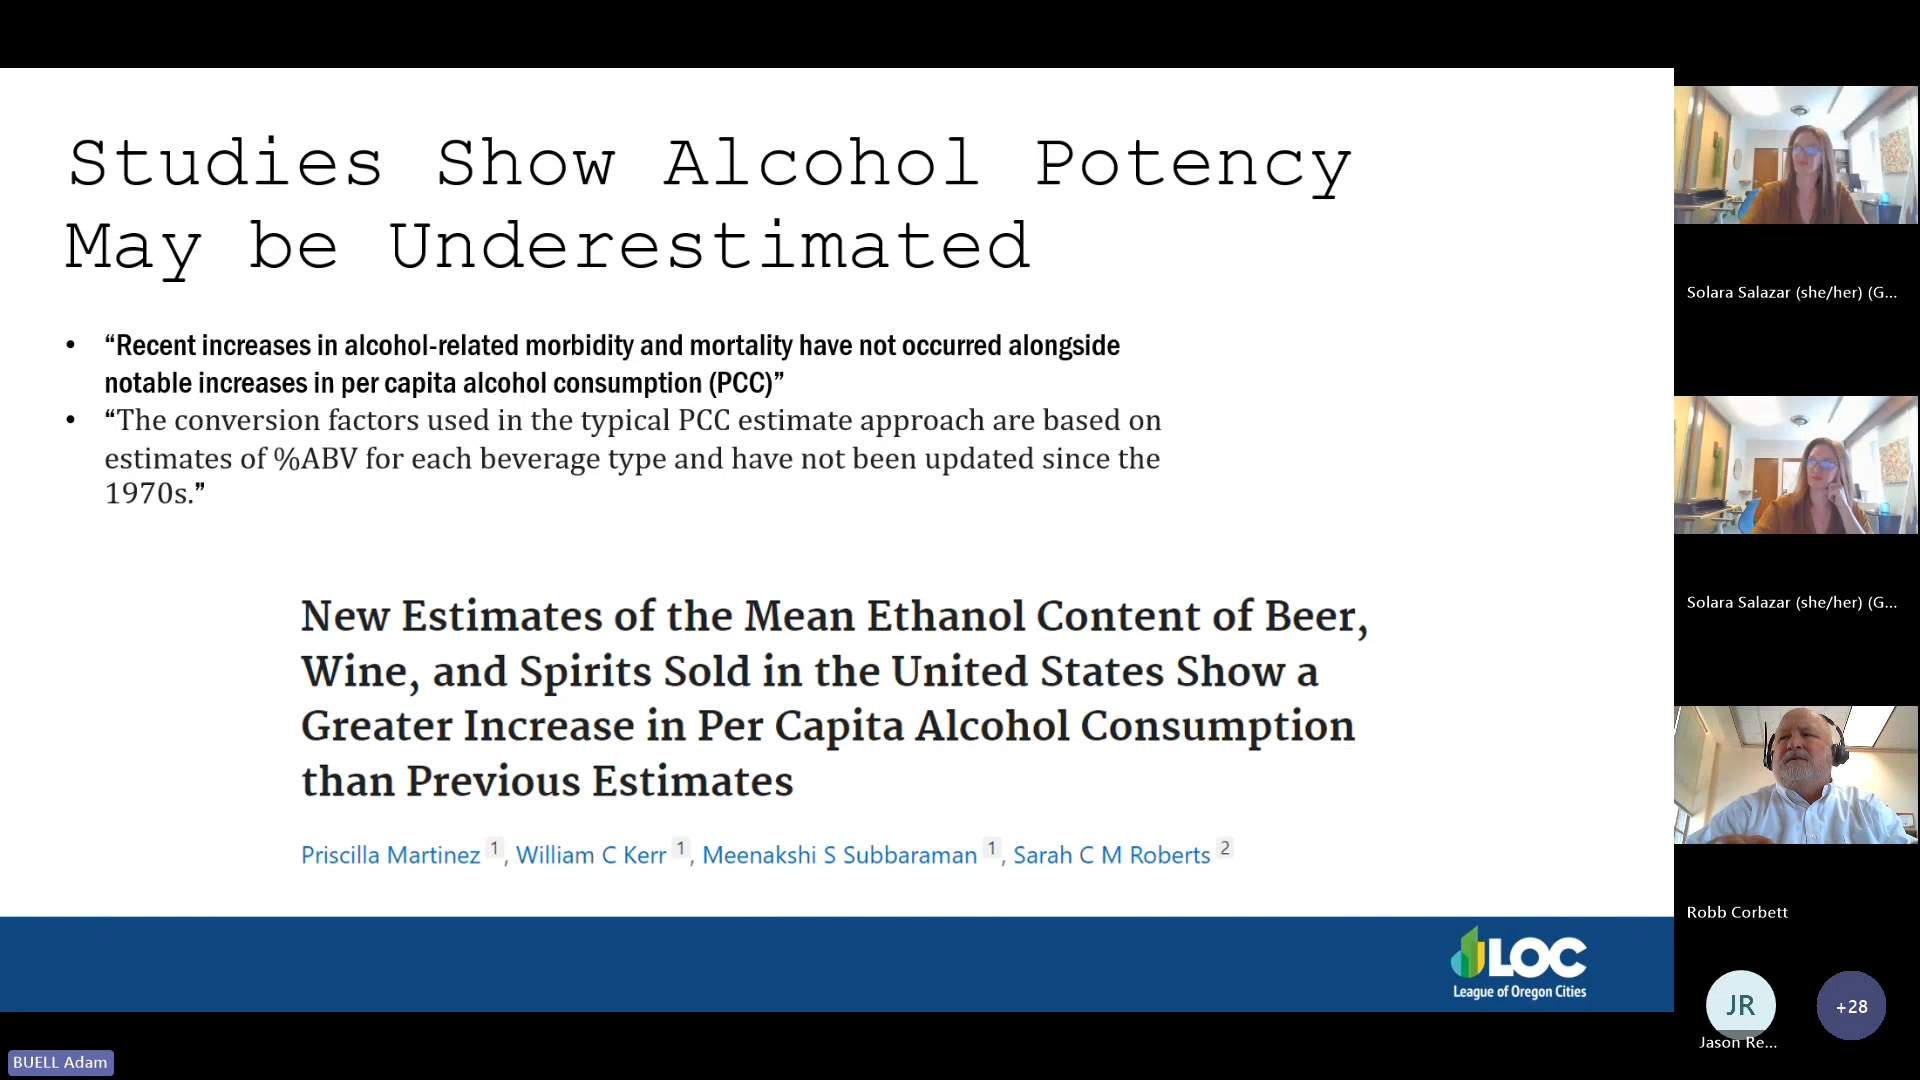 Studies Show Alcohol Potency
May be Underestimated
• “Recent increases in alcohol-related morbidity and mortality have not occurred alongside
notable increases in per capita alcohol consumption (PCC)”
• “The conversion factors used in the typical PCC estimate approach are based on
estimates of %ABV for each beverage type and have not been updated since the
1970s.”
New Estimates of the Mean Ethanol Content of Beer,
Wine, and Spirits Sold in the United States Show a
Greater Increase in Per Capita Alcohol Consumption
than Previous Estimates
Priscilla Martinez 1, William C Kerr 1, Meenakshi S Subbaraman 1, Sarah C M Roberts 2
LOC
League of Oregon Cities
BUELL Adam
Solara Salazar (she/her) (G...
Solara Salazar (she/her) (G...
Robb Corbett
JR
+28
Jason Re...